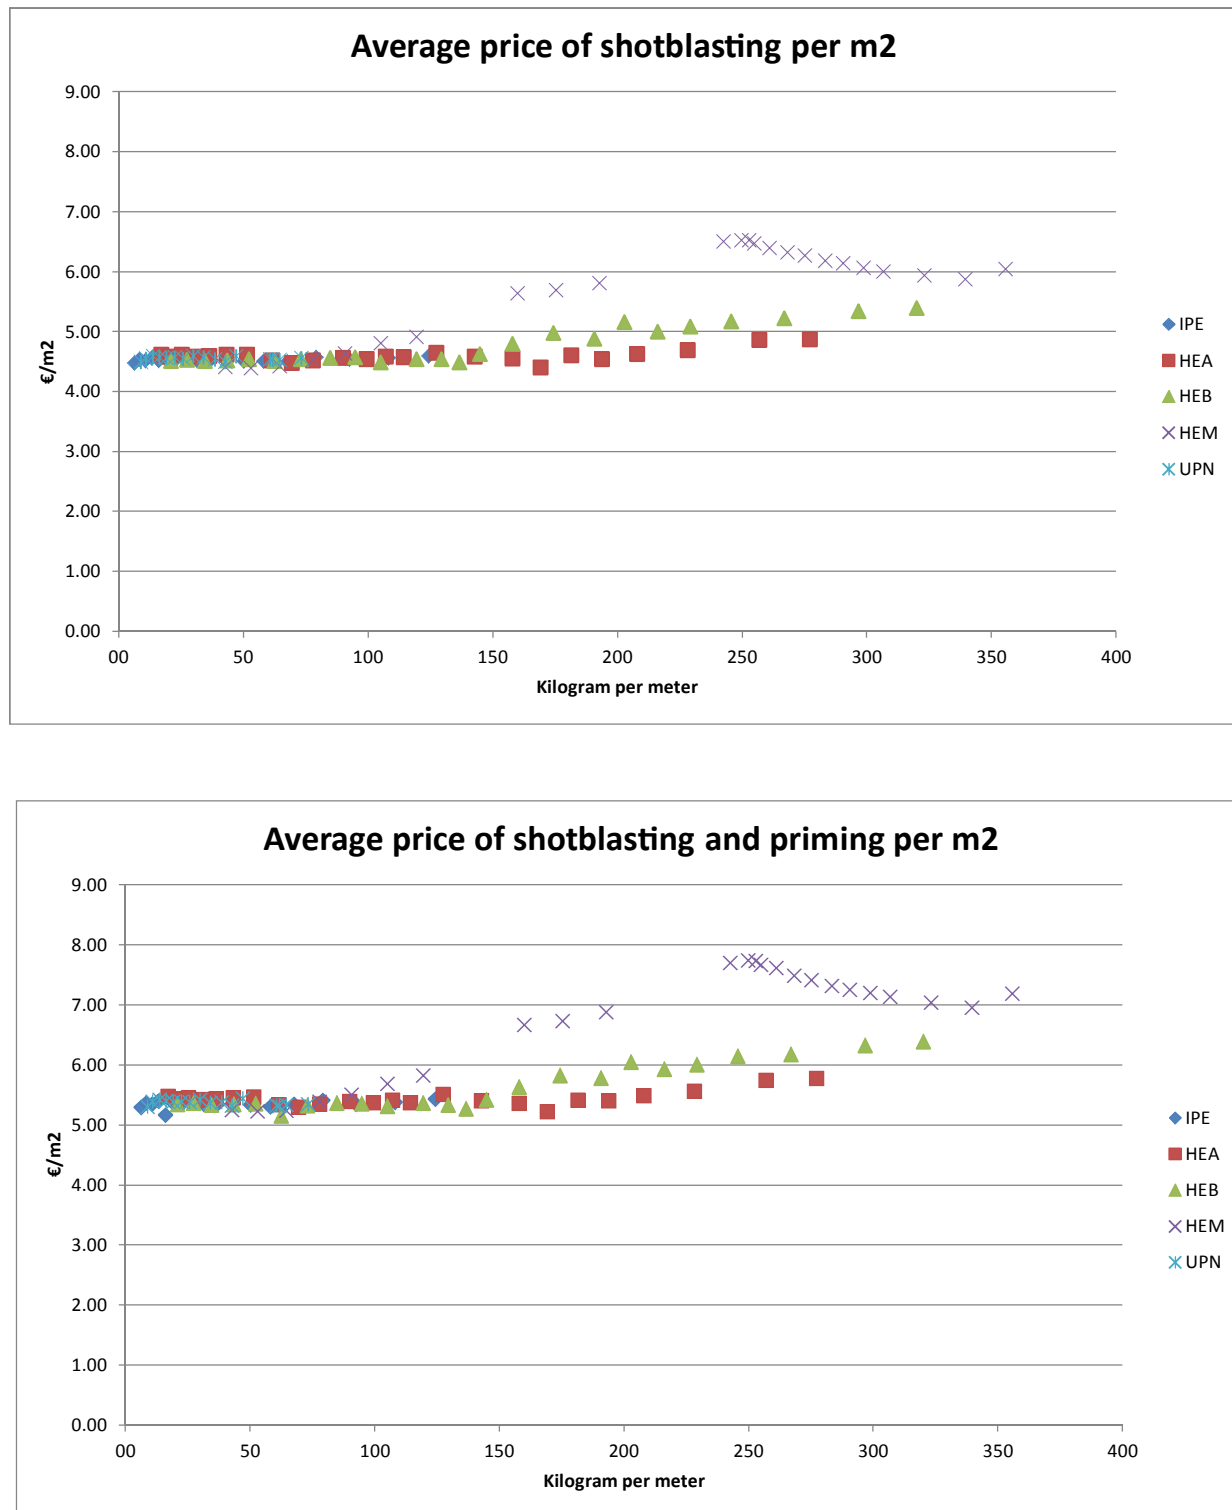 Average price of shotblasting per m2
9.00
8.00
7.00
6.00
5.00
4.00
3.00
2.00
1.00
0.00
€/m2
00 50 100 150 200 250 300 350 400
Kilogram per meter
IPE
HEA
HEB
HEM
UPN
Average price of shotblasting and priming per m2
9.00
8.00
7.00
6.00
5.00
4.00
3.00
2.00
1.00
0.00
€/m2
00 50 100 150 200 250 300 350 400
Kilogram per meter
IPE
HEA
HEB
HEM
UPN